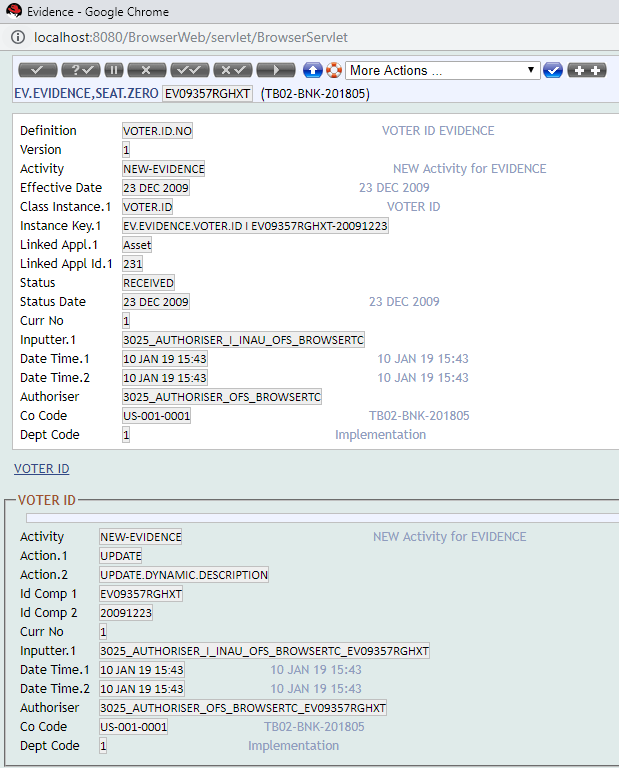 Evidence - Google Chrome
localhost:8080/BrowserWeb/servlet/BrowserServlet
More Actions ...
EV.EVIDENCE,SEAT.ZERO EV09357RGHXT (TB02-BNK-201805)
Definition VOTER.ID.NO VOTER ID EVIDENCE
Version 1
Activity NEW-EVIDENCE NEW Activity for EVIDENCE
Effective Date 23 DEC 2009 23 DEC 2009
Class Instance.1 VOTER.ID VOTER ID
Instance Key.1 EV.EVIDENCE.VOTER.ID I EV09357RGHXT-20091223
Linked Appl.1 Asset
Linked Appl Id.1 231
Status RECEIVED
Status Date 23 DEC 2009 23 DEC 2009
Curr No 1
Inputter.1 3025_AUTHORISER_I_INAU_OFS_BROWSERTC
Date Time.1 10 JAN 19 15:43 10 JAN 19 15:43
Date Time.2 10 JAN 19 15:43 10 JAN 19 15:43
Authoriser 3025_AUTHORISER_OFS_BROWSERTC
Co Code US-001-0001 TB02-BNK-201805
Dept Code 1 Implementation
VOTER ID
VOTER ID
Activity NEW-EVIDENCE NEW Activity for EVIDENCE
Action.1 UPDATE
Action.2 UPDATE.DYNAMIC.DESCRIPTION
Id Comp 1 EV09357RGHXT
Id Comp 2 20091223
Curr No 1
Inputter.1 3025_AUTHORISER_I_INAU_OFS_BROWSERTC_EV09357RGHXT
Date Time.1 10 JAN 19 15:43 10 JAN 19 15:43
Date Time.2 10 JAN 19 15:43 10 JAN 19 15:43
Authoriser 3025_AUTHORISER_OFS_BROWSERTC_EV09357RGHXT
Co Code US-001-0001 TB02-BNK-201805
Dept Code 1 Implementation